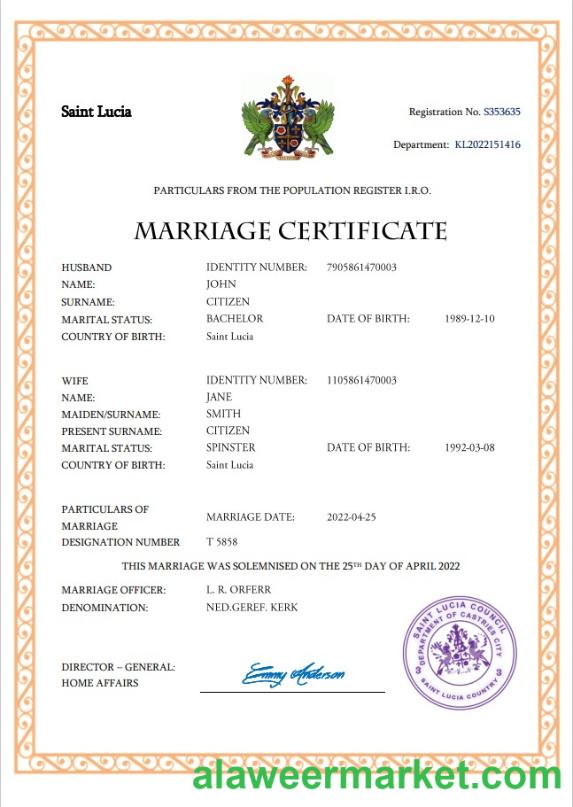 Saint Lucia
Registration No. S353635
Department: KL2022151416
PARTICULARS FROM THE POPULATION REGISTER I.R.O.
MARRIAGE CERTIFICATE
HUSBAND IDENTITY NUMBER: 7905861470003
NAME: JOHN
SURNAME: CITIZEN
MARITAL STATUS: BACHELOR DATE OF BIRTH: 1989-12-10
COUNTRY OF BIRTH: Saint Lucia
WIFE IDENTITY NUMBER: 1105861470003
NAME: JANE
MAIDEN/SURNAME: SMITH
PRESENT SURNAME: CITIZEN
MARITAL STATUS: SPINSTER DATE OF BIRTH: 1992-03-08
COUNTRY OF BIRTH: Saint Lucia
PARTICULARS OF
MARRIAGE MARRIAGE DATE: 2022-04-25
DESIGNATION NUMBER T 5858
THIS MARRIAGE WAS SOLEMNISED ON THE 25TH DAY OF APRIL 2022
MARRIAGE OFFICER: L. R. ORFERR
DENOMINATION: NED.GEREF. KERK
SAINT LUCIA COUNCIL
DEPARTMENT OF CASTRIES CITY
3 3
SAINT LUCIA COUNTRY
DIRECTOR – GENERAL: Emmy Anderson
HOME AFFAIRS
alaweermarket.com